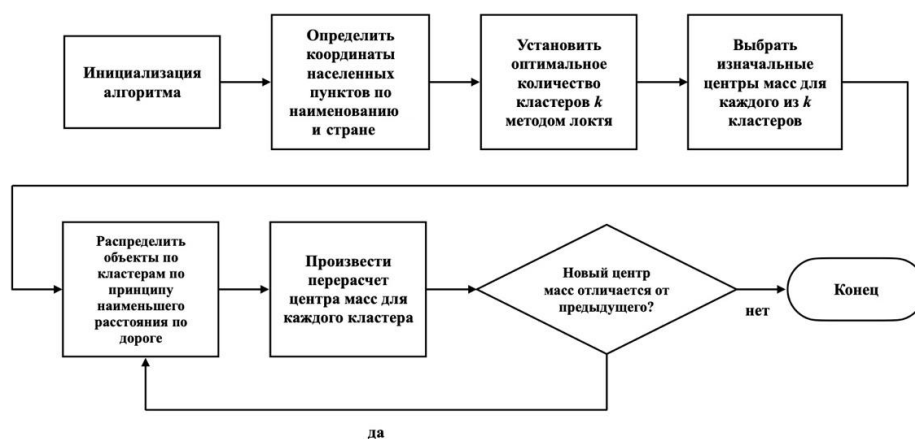 Инициализация
алгоритма
Определить
координаты
населенных
пунктов по
наименованию
и стране
Установить
оптимальное
количество
кластеров k
методом локтя
Выбрать
изначальные
центры масс для
каждого из k
кластеров
Распределить
объекты по
кластерам по
принципу
наименьшего
расстояния по
дороге
Произвести
перерасчет
центра масс для
каждого кластера
Новый центр
масс отличается от
предыдущего?
нет
Конец
да